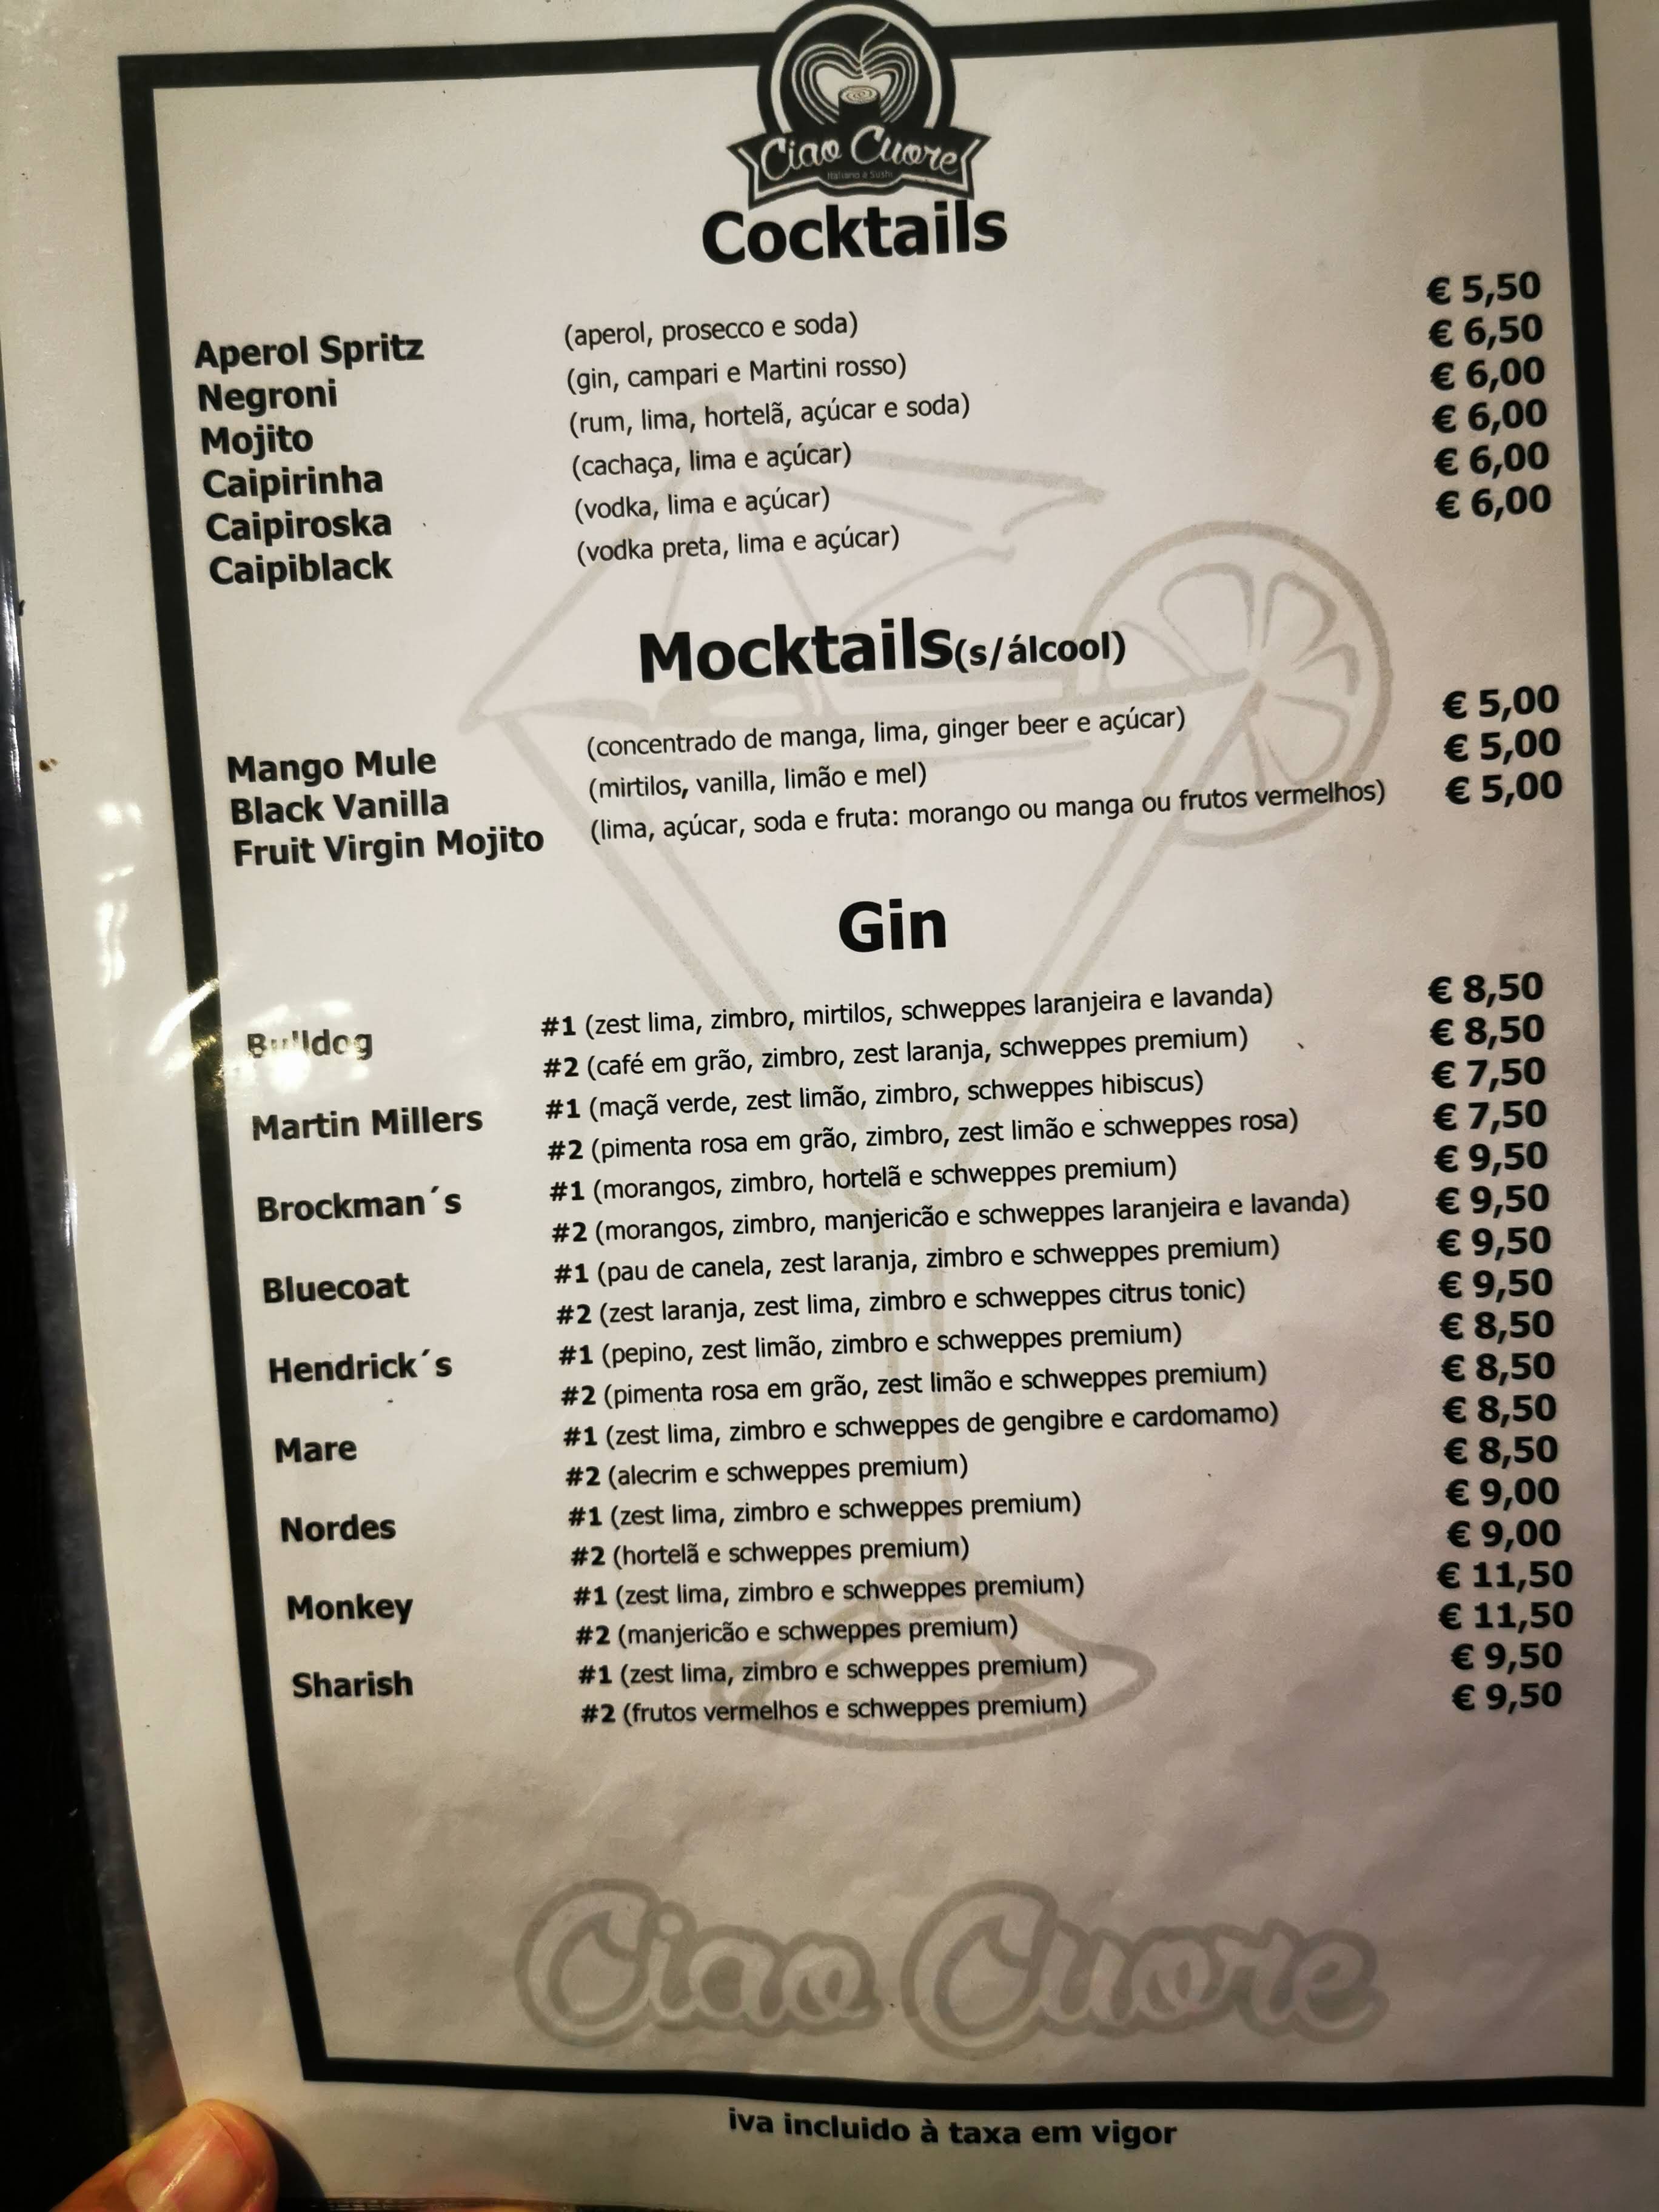 Ciao Cuore
Italiano e Sushi
Cocktails
Aperol Spritz (aperol, prosecco e soda) € 5,50
Negroni (gin, campari e Martini rosso) € 6,50
Mojito (rum, lima, hortelã, açúcar e soda) € 6,00
Caipirinha (cachaça, lima e açúcar) € 6,00
Caipiroska (vodka, lima e açúcar) € 6,00
Caipiblack (vodka preta, lima e açúcar) € 6,00
Mocktails(s/álcool)
Mango Mule (concentrado de manga, lima, ginger beer e açúcar) € 5,00
Black Vanilla (mirtilos, vanilla, limão e mel) € 5,00
Fruit Virgin Mojito (lima, açúcar, soda e fruta: morango ou manga ou frutos vermelhos) € 5,00
Gin
Bulldog #1 (zest lima, zimbro, mirtilos, schweppes laranjeira e lavanda) € 8,50
#2 (café em grão, zimbro, zest laranja, schweppes premium) € 8,50
Martin Millers #1 (maçã verde, zest limão, zimbro, schweppes hibiscus) € 7,50
#2 (pimenta rosa em grão, zimbro, zest limão e schweppes rosa) € 7,50
Brockman´s #1 (morangos, zimbro, hortelã e schweppes premium) € 9,50
#2 (morangos, zimbro, manjericão e schweppes laranjeira e lavanda) € 9,50
Bluecoat #1 (pau de canela, zest laranja, zimbro e schweppes premium) € 9,50
#2 (zest laranja, zest lima, zimbro e schweppes citrus tonic) € 9,50
Hendrick´s #1 (pepino, zest limão, zimbro e schweppes premium) € 8,50
#2 (pimenta rosa em grão, zest limão e schweppes premium) € 8,50
Mare #1 (zest lima, zimbro e schweppes de gengibre e cardomamo) € 8,50
#2 (alecrim e schweppes premium) € 8,50
Nordes #1 (zest lima, zimbro e schweppes premium) € 9,00
#2 (hortelã e schweppes premium) € 9,00
Monkey #1 (zest lima, zimbro e schweppes premium) € 11,50
#2 (manjericão e schweppes premium) € 11,50
Sharish #1 (zest lima, zimbro e schweppes premium) € 9,50
#2 (frutos vermelhos e schweppes premium) € 9,50
Ciao Cuore
iva incluido à taxa em vigor